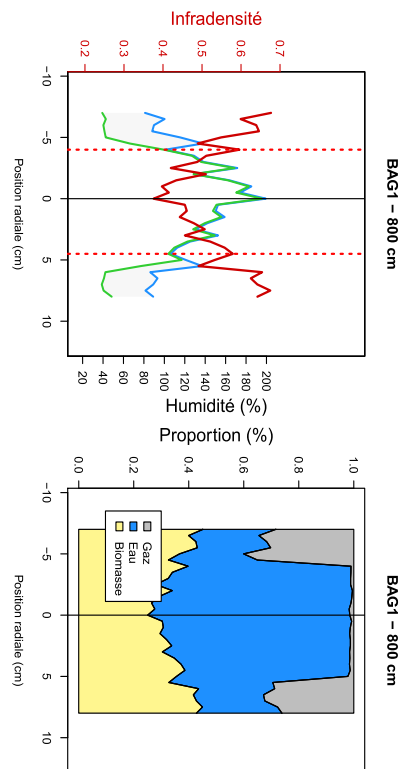 BAG1 − 800 cm
Infradensité
0.2 0.3 0.4 0.5 0.6 0.7
−10 −5 0 5 10
Position radiale (cm)
20 40 60 80 100 120 140 160 180 200
Humidité (%)
BAG1 − 800 cm
Proportion (%)
0.0 0.2 0.4 0.6 0.8 1.0
Gaz
Eau
Biomasse
−10 −5 0 5 10
Position radiale (cm)